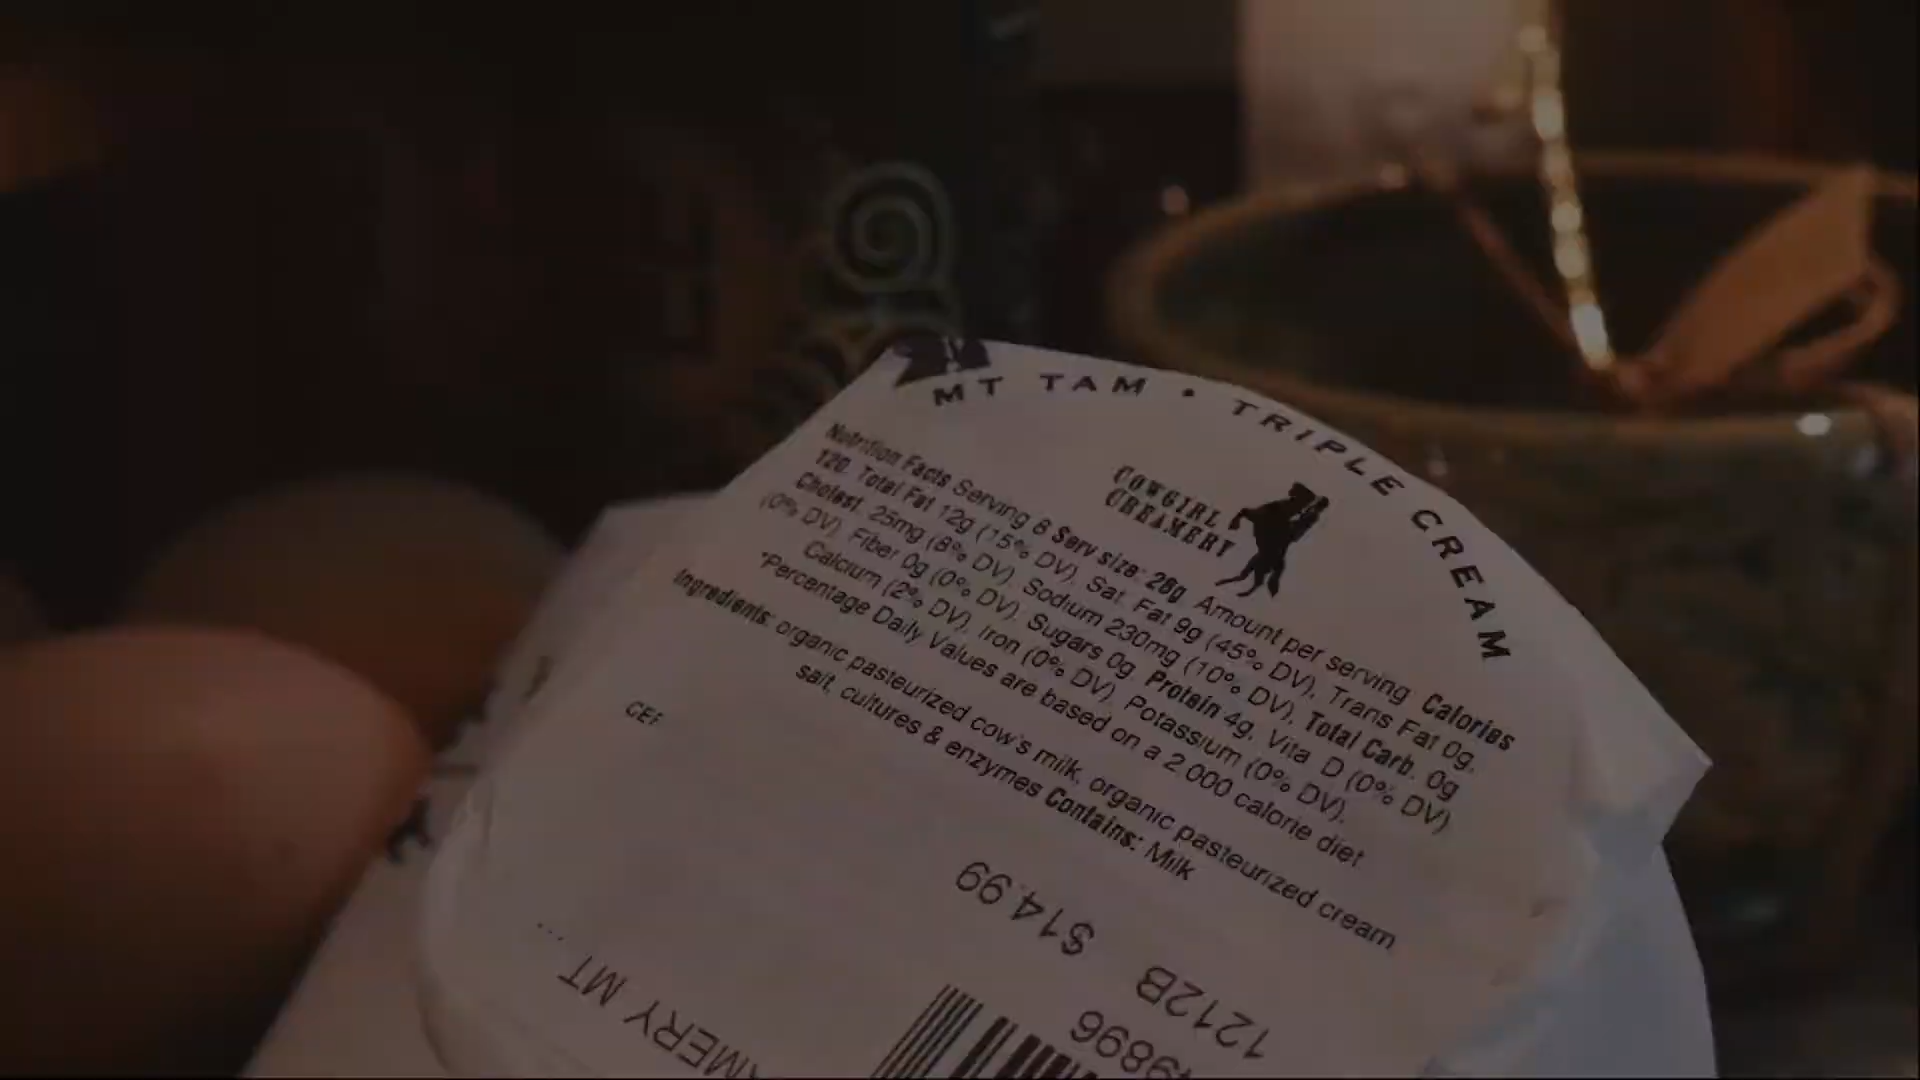 MT TAM • TRIPLE CREAM
COWGIRL
CREAMERY
Nutrition Facts Serving 8 Serv size: 28g, Amount per serving Calories
120, Total Fat 12g (15% DV), Sat. Fat 9g (45% DV), Trans Fat 0g,
Cholest. 25mg (8% DV), Sodium 230mg (10% DV), Total Carb. 0g
(0% DV), Fiber 0g (0% DV), Sugars 0g, Protein 4g, Vita. D (0% DV)
Calcium (2% DV), Iron (0% DV), Potassium (0% DV).
*Percentage Daily Values are based on a 2,000 calorie diet
Ingredients: organic pasteurized cow's milk, organic pasteurized cream
salt, cultures & enzymes Contains: Milk
$14.99
1212B
9896
AMERY MT
...